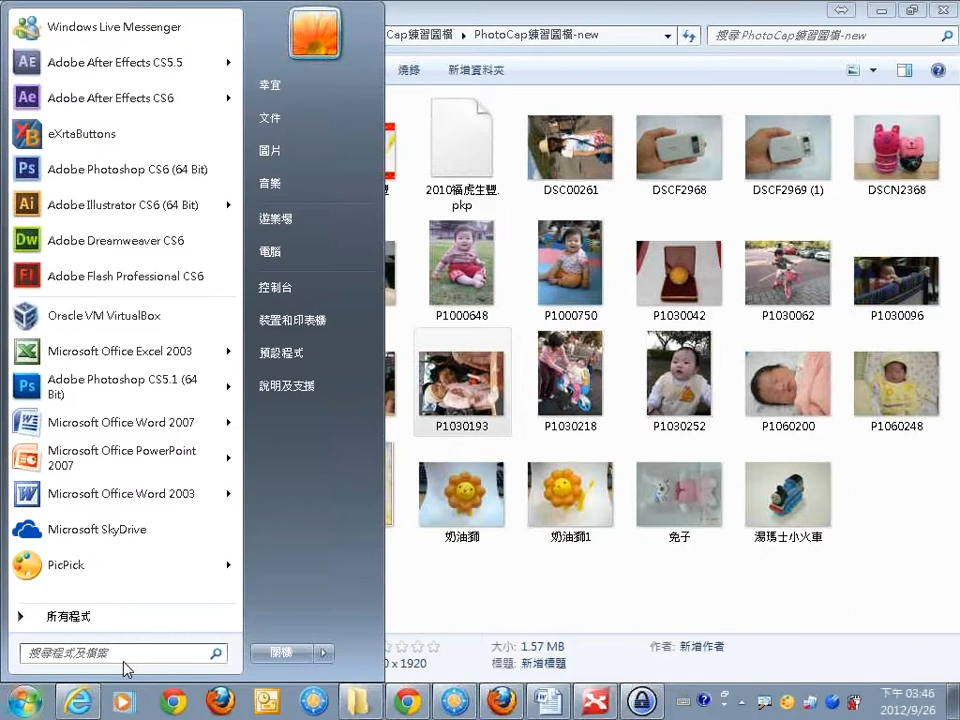 Windows Live Messenger
Adobe After Effects CS5.5
Adobe After Effects CS6
eXrtaButtons
Adobe Photoshop CS6 (64 Bit)
Adobe Illustrator CS6 (64 Bit)
Adobe Dreamweaver CS6
Adobe Flash Professional CS6
Oracle VM VirtualBox
Microsoft Office Excel 2003
Adobe Photoshop CS5.1 (64
Bit)
Microsoft Office Word 2007
Microsoft Office PowerPoint
2007
Microsoft Office Word 2003
Microsoft SkyDrive
PicPick
所有程式
搜尋程式及檔案
幸宜
文件
圖片
音樂
遊樂場
電腦
控制台
裝置和印表機
預設程式
說明及支援
關機
Cap練習圖檔 ▸ PhotoCap練習圖檔-new
搜尋 PhotoCap練習圖檔-new
燒錄 新增資料夾
2010福虎生豐.
pkp
DSC00261
DSCF2968
DSCF2969 (1)
DSCN2368
P1000648
P1000750
P1030042
P1030062
P1030096
P1030193
P1030218
P1030252
P1060200
P1060248
奶油獅
奶油獅1
兔子
湯瑪士小火車
大小: 1.57 MB
作者: 新增作者
0 x 1920
標題: 新增標題
下午 03:46
2012/9/26